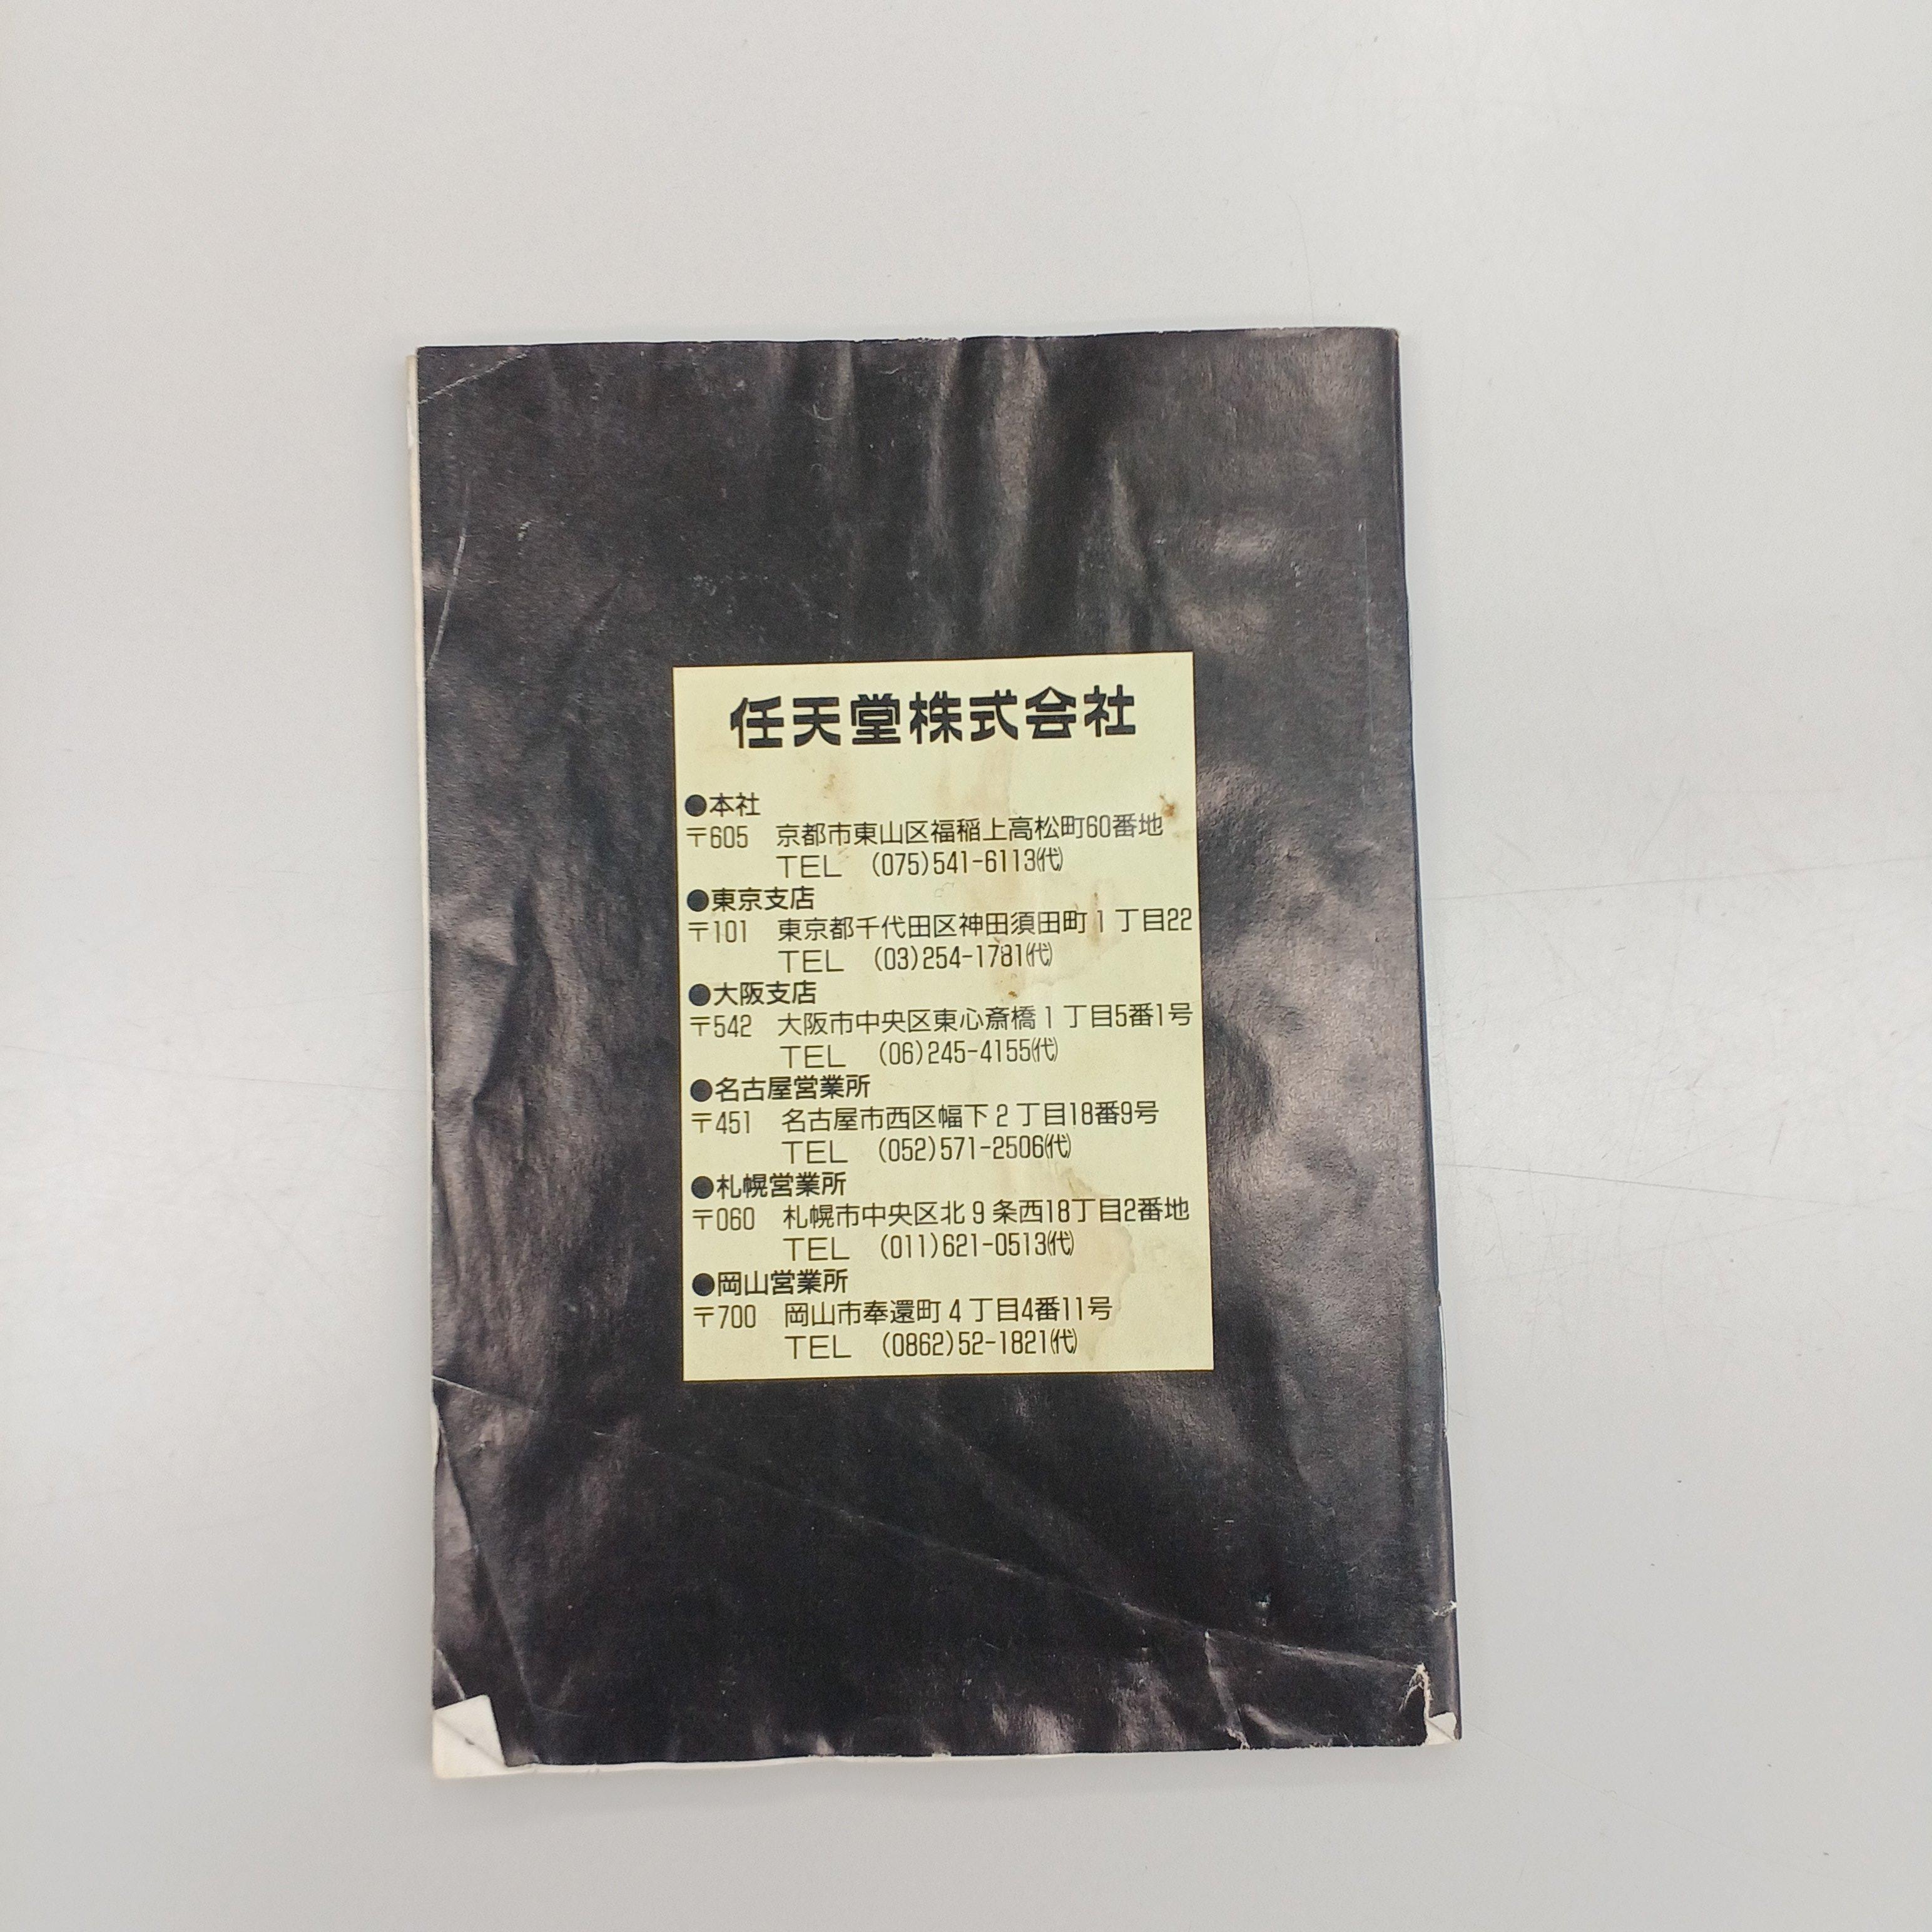 任天堂株式会社
●本社
〒605 京都市東山区福稲上高松町60番地
TEL (075)541-6113(代)
●東京支店
〒101 東京都千代田区神田須田町1丁目22
TEL (03)254-1781(代)
●大阪支店
〒542 大阪市中央区東心斎橋1丁目5番1号
TEL (06)245-4155(代)
●名古屋営業所
〒451 名古屋市西区幅下2丁目18番9号
TEL (052)571-2506(代)
●札幌営業所
〒060 札幌市中央区北9条西18丁目2番地
TEL (011)621-0513(代)
●岡山営業所
〒700 岡山市奉還町4丁目4番11号
TEL (0862)52-1821(代)